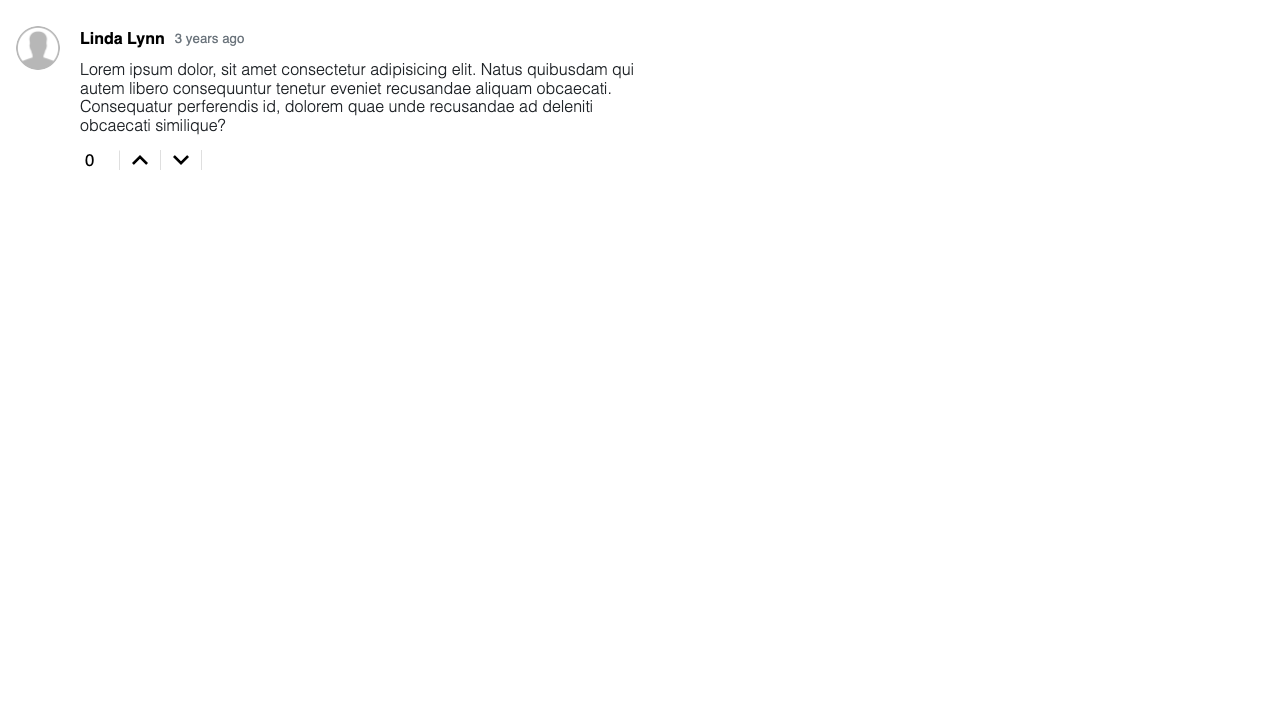 Linda Lynn 3 years ago
Lorem ipsum dolor, sit amet consectetur adipisicing elit. Natus quibusdam qui
autem libero consequuntur tenetur eveniet recusandae aliquam obcaecati.
Consequatur perferendis id, dolorem quae unde recusandae ad deleniti
obcaecati similique?
0